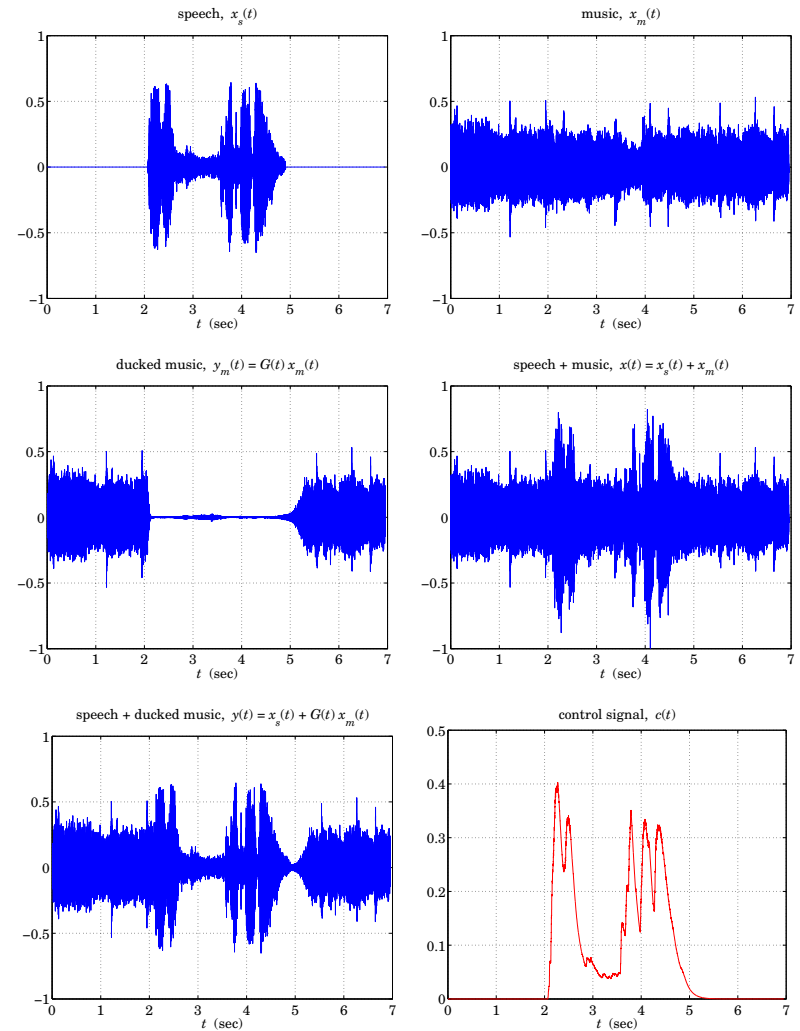 speech, x_s(t)
1
0.5
0
−0.5
−1
0 1 2 3 4 5 6 7
t (sec)
music, x_m(t)
1
0.5
0
−0.5
−1
0 1 2 3 4 5 6 7
t (sec)
ducked music, y_m(t) = G(t) x_m(t)
1
0.5
0
−0.5
−1
0 1 2 3 4 5 6 7
t (sec)
speech + music, x(t) = x_s(t) + x_m(t)
1
0.5
0
−0.5
−1
0 1 2 3 4 5 6 7
t (sec)
speech + ducked music, y(t) = x_s(t) + G(t) x_m(t)
1
0.5
0
−0.5
−1
0 1 2 3 4 5 6 7
t (sec)
control signal, c(t)
0.5
0.4
0.3
0.2
0.1
0
0 1 2 3 4 5 6 7
t (sec)